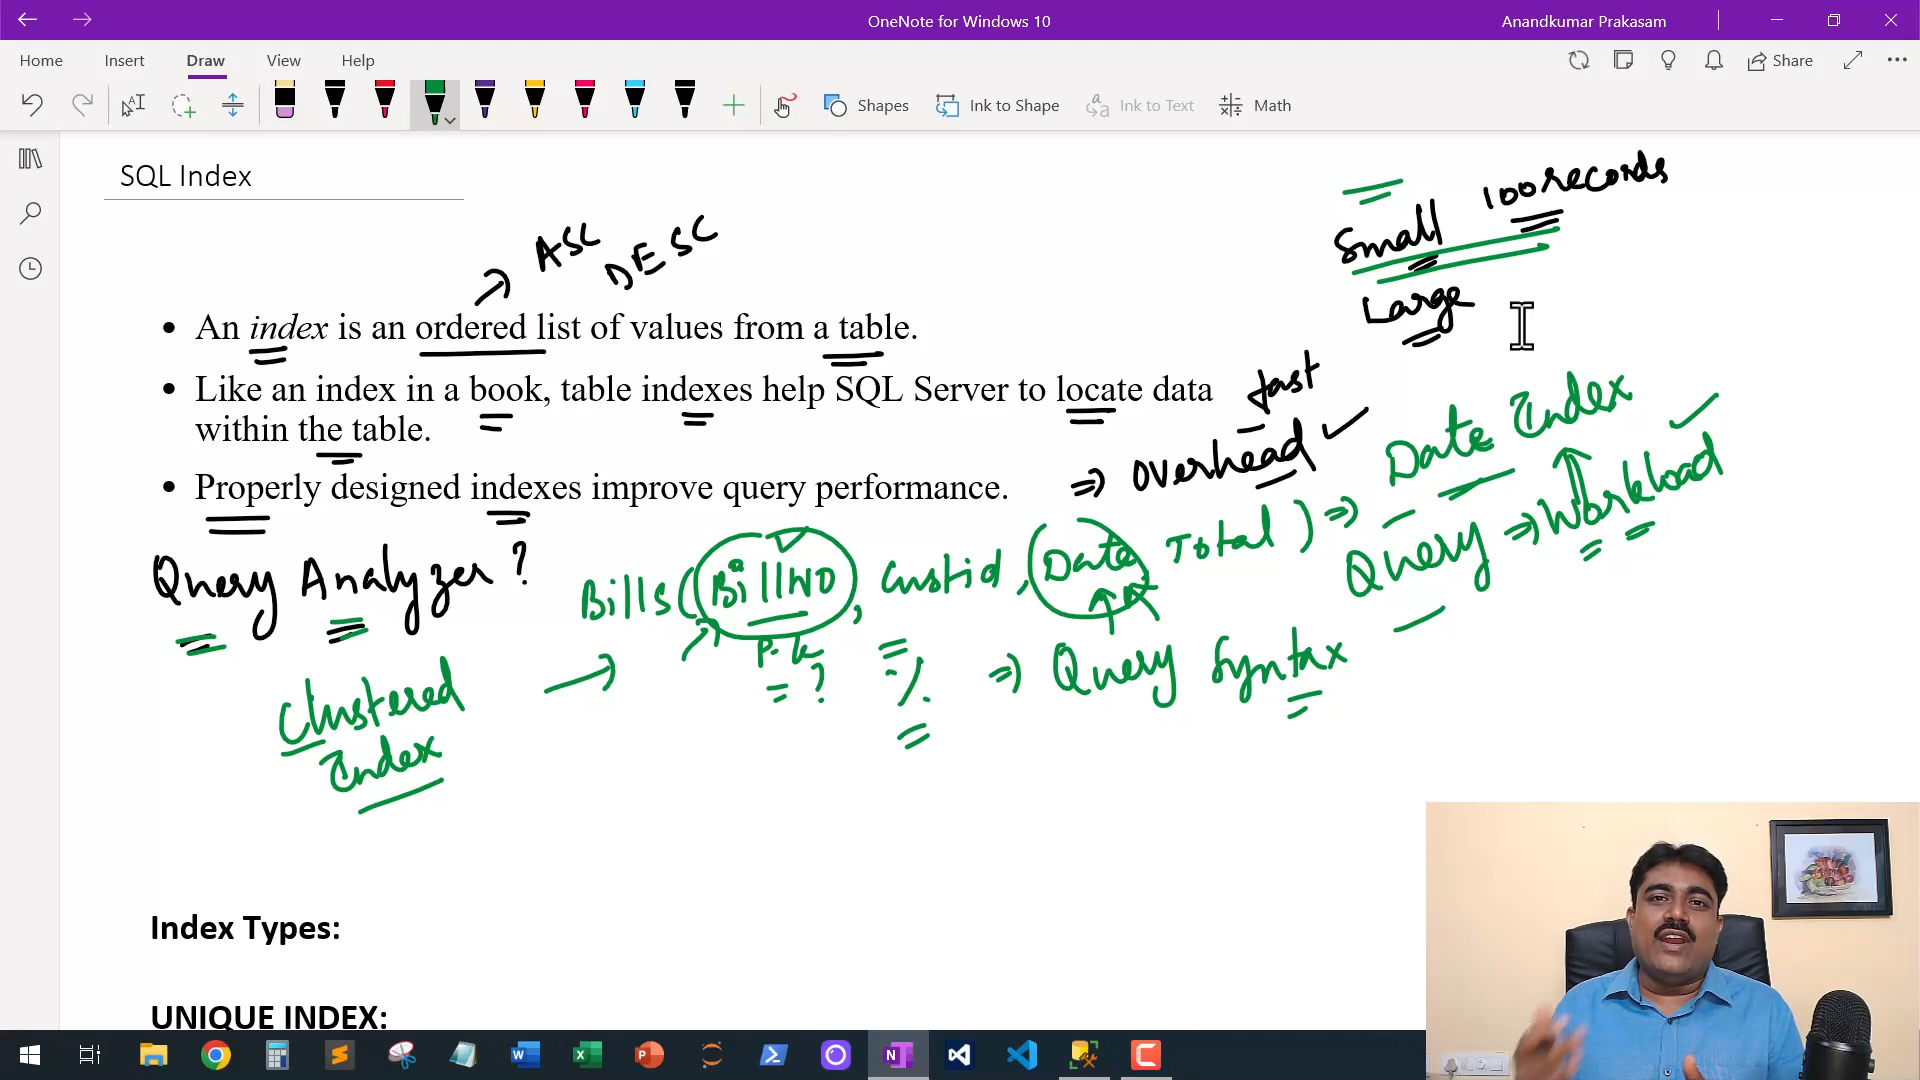 OneNote for Windows 10
Anandkumar Prakasam
Home Insert Draw View Help
Share
Shapes
Ink to Shape
Ink to Text
Math
SQL Index
ASC
DESC
Small 100 records
Large
• An index is an ordered list of values from a table.
• Like an index in a book, table indexes help SQL Server to locate data
within the table.
fast
• Properly designed indexes improve query performance. ⇒ Overhead ✓
Date Index
Query ⇒ Workload ✓
Query Analyzer ?
Bills(BillNO, Custid, Date Total) ⇒
P.K
= ?
⇒ Query Syntax
Clustered →
Index
Index Types:
UNIQUE INDEX: